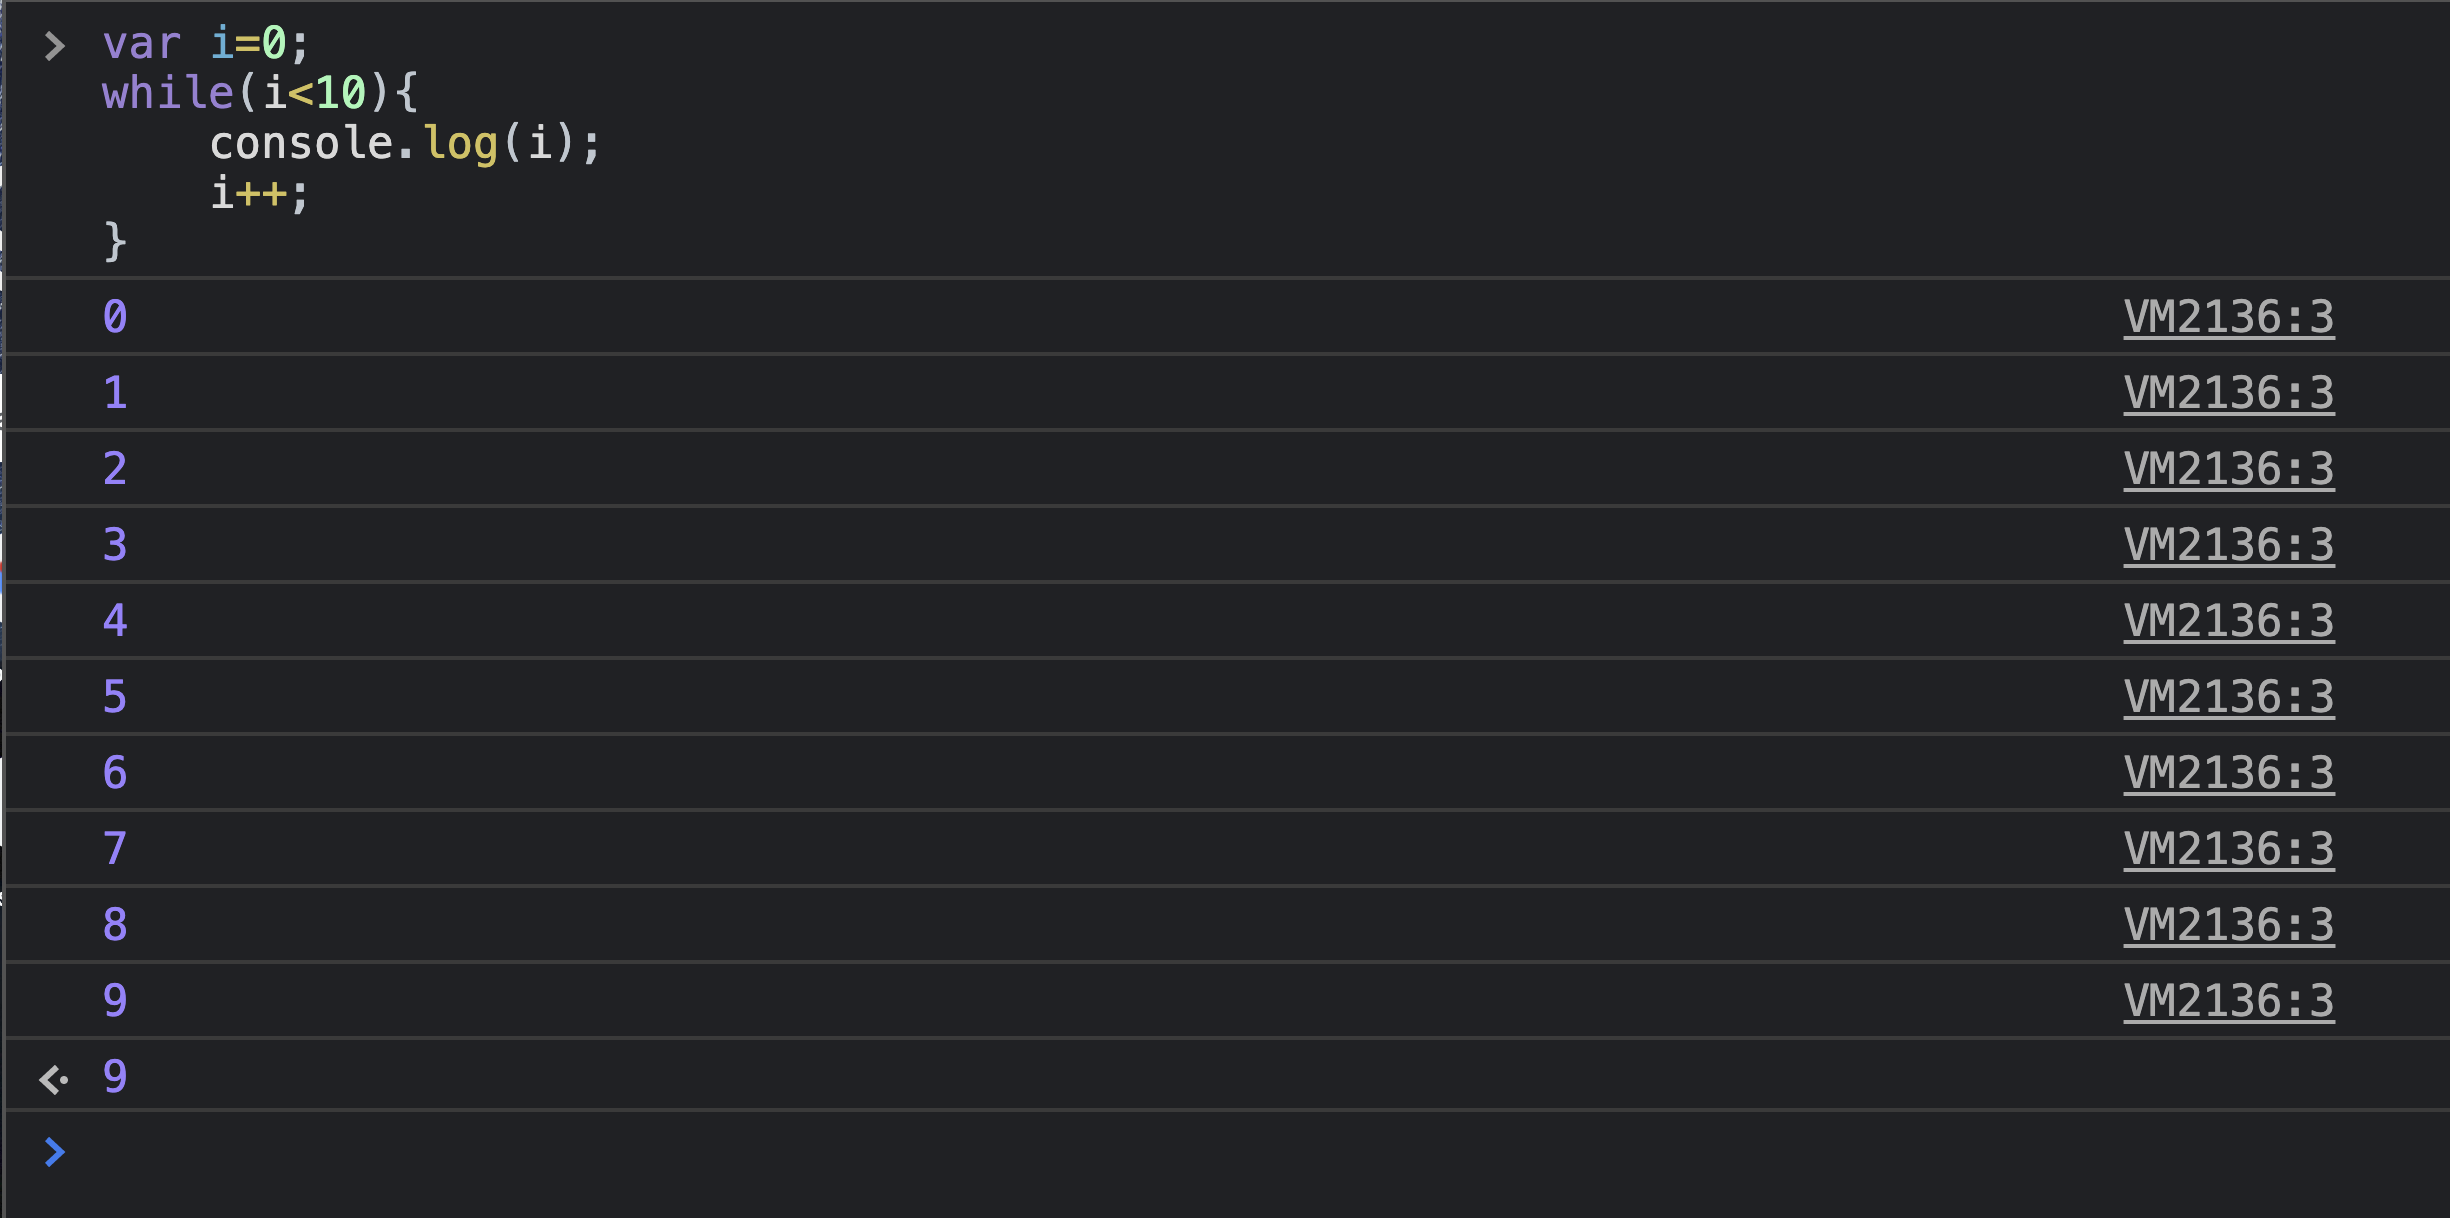 > var i=0;
while(i<10){
    console.log(i);
    i++;
}
0 VM2136:3
1 VM2136:3
2 VM2136:3
3 VM2136:3
4 VM2136:3
5 VM2136:3
6 VM2136:3
7 VM2136:3
8 VM2136:3
9 VM2136:3
<· 9
>